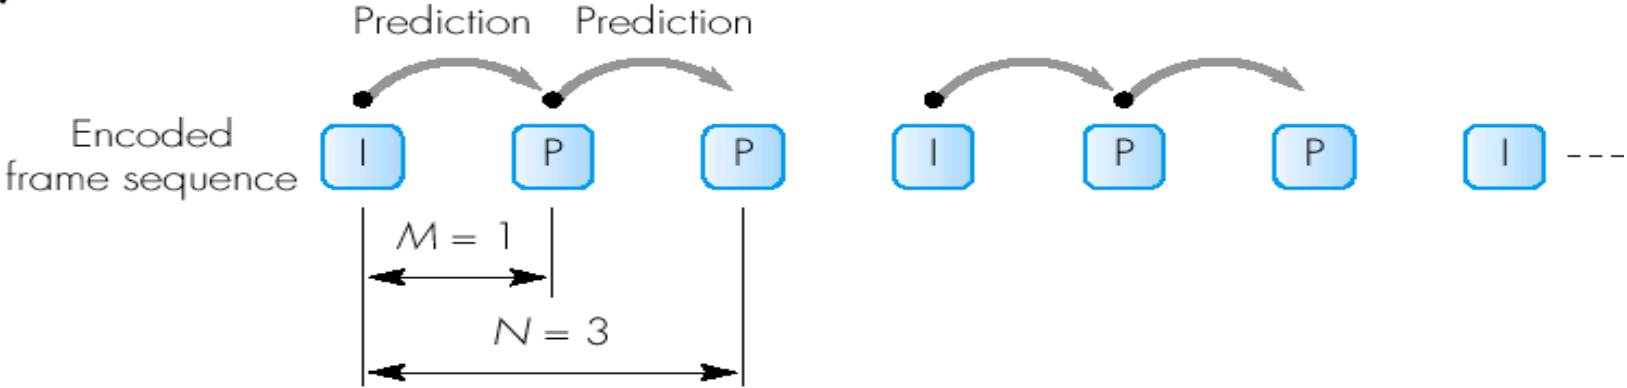 Prediction Prediction
Encoded
frame sequence
I P P I P P I
M = 1
N = 3